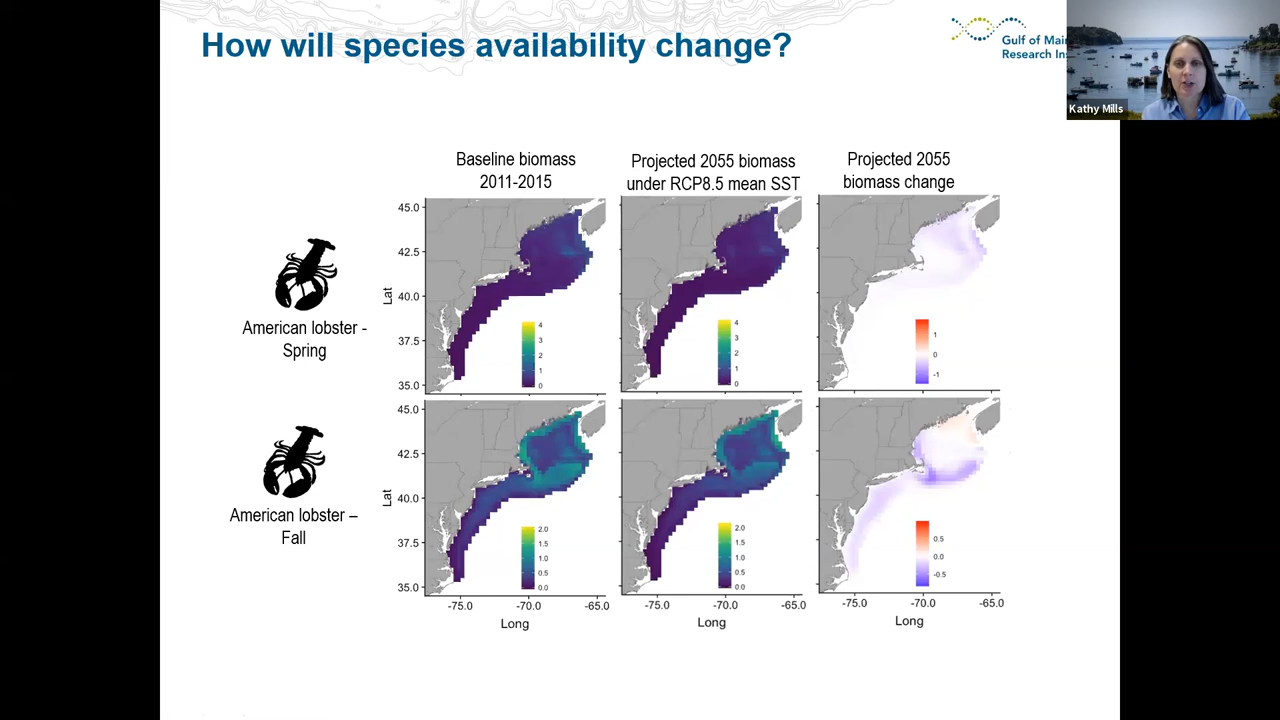 How will species availability change?
Gulf of Main
Research In
Kathy Mills
Baseline biomass
2011-2015
Projected 2055 biomass
under RCP8.5 mean SST
Projected 2055
biomass change
American lobster -
Spring
Lat
45.0
42.5
40.0
37.5
35.0
4
3
2
1
0
4
3
2
1
0
1
0
-1
American lobster –
Fall
Lat
45.0
42.5
40.0
37.5
35.0
2.0
1.5
1.0
0.5
0.0
2.0
1.5
1.0
0.5
0.0
0.5
0.0
-0.5
-75.0 -70.0 -65.0
-75.0 -70.0 -65.0
-75.0 -70.0 -65.0
Long
Long
Long